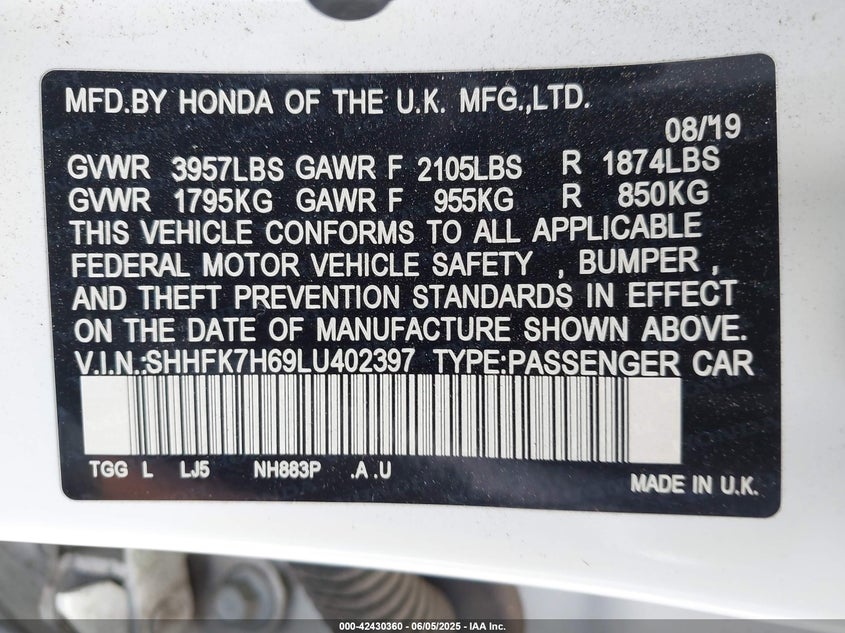 MFD.BY HONDA OF THE U.K. MFG.,LTD.
08/19
GVWR 3957LBS GAWR F 2105LBS R 1874LBS
GVWR 1795KG GAWR F 955KG R 850KG
THIS VEHICLE CONFORMS TO ALL APPLICABLE
FEDERAL MOTOR VEHICLE SAFETY , BUMPER ,
AND THEFT PREVENTION STANDARDS IN EFFECT
ON THE DATE OF MANUFACTURE SHOWN ABOVE.
V.I.N.:SHHFK7H69LU402397 TYPE:PASSENGER CAR
TGG L LJ5 NH883P .A .U
MADE IN U.K.
000-42430360 | 06/05/2025 - IAA Inc.